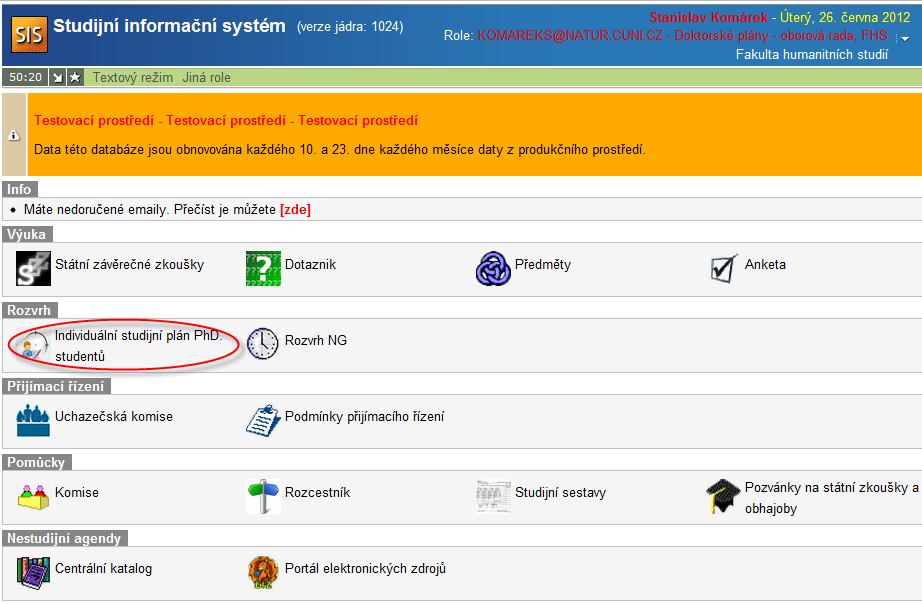 SIS
Studijní informační systém (verze jádra: 1024)
Stanislav Komárek - Úterý, 26. června 2012
Role: KOMAREKS@NATUR.CUNI.CZ - Doktorské plány - oborová rada, FHS
Fakulta humanitních studií
50:20 Textový režim Jiná role
Testovací prostředí - Testovací prostředí - Testovací prostředí
Data této databáze jsou obnovována každého 10. a 23. dne každého měsíce daty z produkčního prostředí.
Info
• Máte nedoručené emaily. Přečíst je můžete [zde]
Výuka
Státní závěrečné zkoušky
Dotaznik
Předměty
Anketa
Rozvrh
Individuální studijní plán PhD.
studentů
Rozvrh NG
Přijímací řízení
Uchazečská komise
Podmínky přijímacího řízení
Pomůcky
Komise
Rozcestník
Studijní sestavy
Pozvánky na státní zkoušky a
obhajoby
Nestudijní agendy
Centrální katalog
Portál elektronických zdrojů